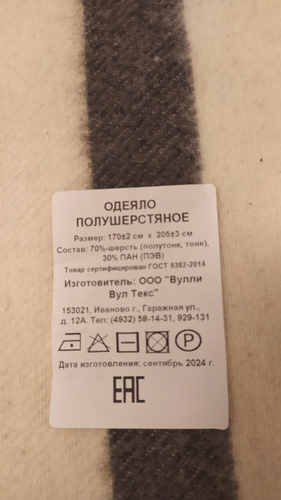 ОДЕЯЛО
ПОЛУШЕРСТЯНОЕ
Размер: 170±2 см х 205±3 см
Состав: 70%-шерсть (полутонк, тонк),
30% ПАН (ПЭВ)
Товар сертифицирован ГОСТ 9382-2014
Изготовитель: ООО "Вулли
Вул Текс"
153021, Иваново г., Гаражная ул.,
д. 12А. Тел: (4932) 58-14-31, 929-131
P
Дата изготовления: сентябрь 2024 г.
EAC